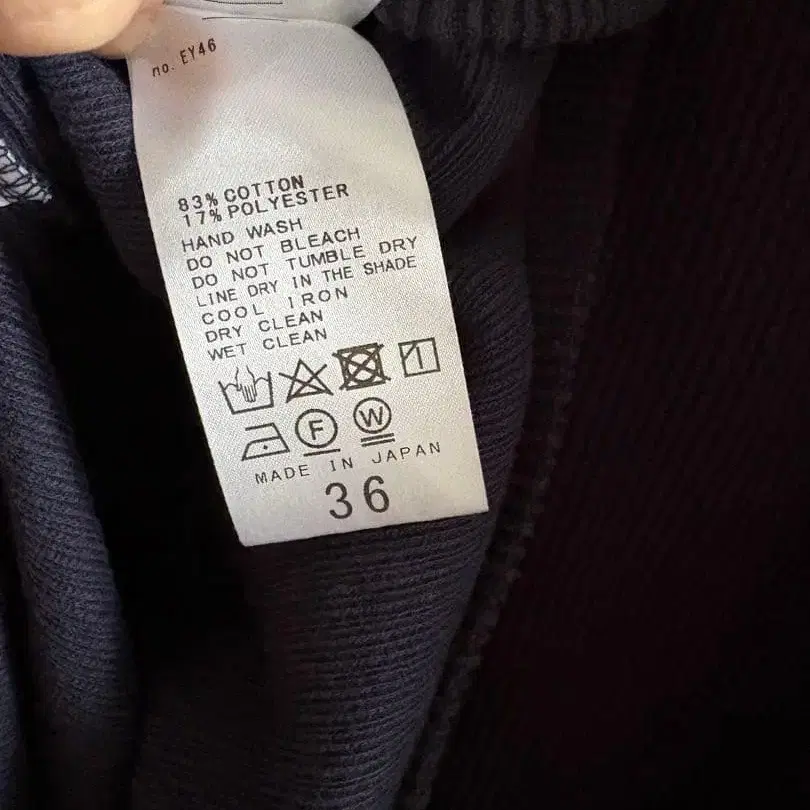 no. EY46
83% COTTON
17% POLYESTER
HAND WASH
DO NOT BLEACH
DO NOT TUMBLE DRY
LINE DRY IN THE SHADE
COOL IRON
DRY CLEAN
WET CLEAN
F W
MADE IN JAPAN
36